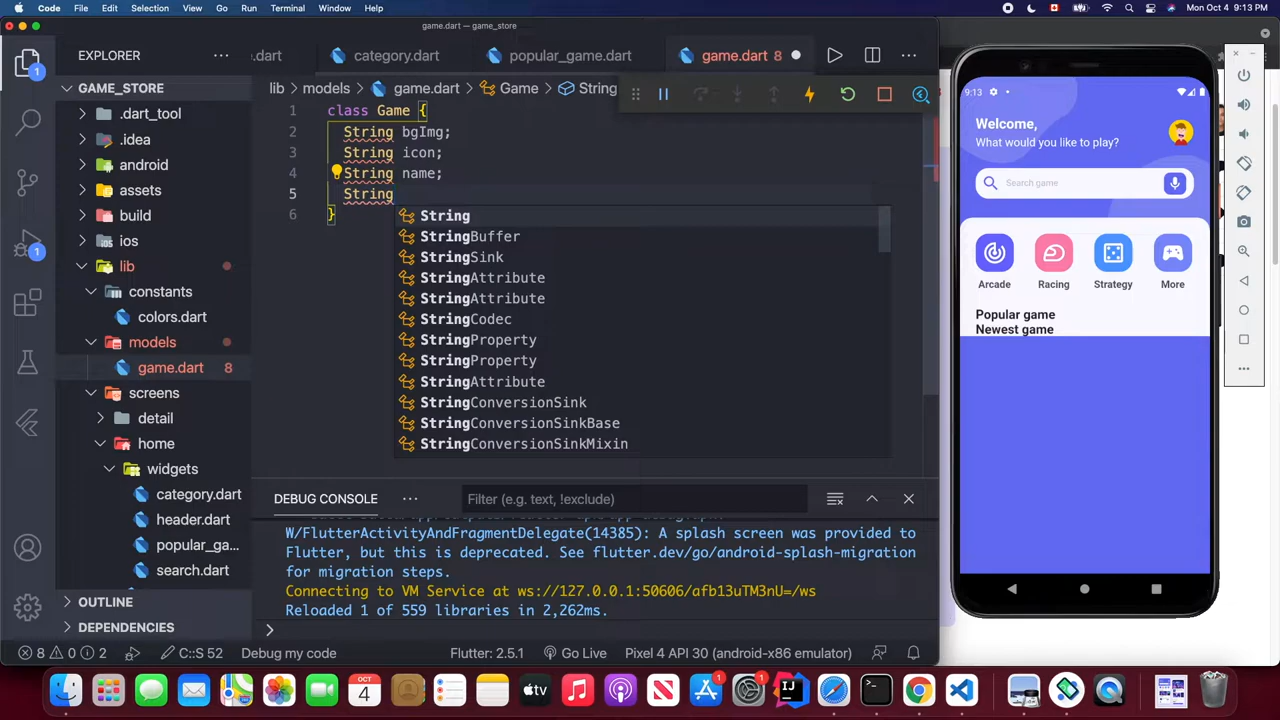 Code File Edit Selection View Go Run Terminal Window Help Mon Oct 4 9:13 PM
game.dart — game_store
EXPLORER
.dart
category.dart
popular_game.dart
game.dart 8
GAME_STORE
lib > models > game.dart > Game > String
.dart_tool
.idea
android
assets
build
ios
lib
constants
colors.dart
models
game.dart 8
screens
detail
home
widgets
category.dart
header.dart
popular_ga...
search.dart
OUTLINE
DEPENDENCIES
1
1
1 class Game {
2 String bgImg;
3 String icon;
4 String name;
5 String
6 }
String
StringBuffer
StringSink
StringAttribute
StringAttribute
StringCodec
StringProperty
StringProperty
StringAttribute
StringConversionSink
StringConversionSinkBase
StringConversionSinkMixin
DEBUG CONSOLE
Filter (e.g. text, !exclude)
W/FlutterActivityAndFragmentDelegate(14385): A splash screen was provided to
Flutter, but this is deprecated. See flutter.dev/go/android-splash-migration
for migration steps.
Connecting to VM Service at ws://127.0.0.1:50606/afb13uTM3nU=/ws
Reloaded 1 of 559 libraries in 2,262ms.
8 0 2 C::S 52 Debug my code Flutter: 2.5.1 Go Live Pixel 4 API 30 (android-x86 emulator)
9:13
Welcome,
What would you like to play?
Search game
Arcade Racing Strategy More
Popular game
Newest game
OCT
4
tv
1
1